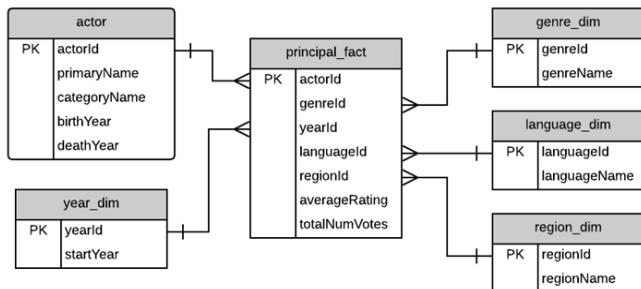 actor
PK actorId
primaryName
categoryName
birthYear
deathYear
year_dim
PK yearId
startYear
principal_fact
PK actorId
genreId
yearId
languageId
regionId
averageRating
totalNumVotes
genre_dim
PK genreId
genreName
language_dim
PK languageId
languageName
region_dim
PK regionId
regionName